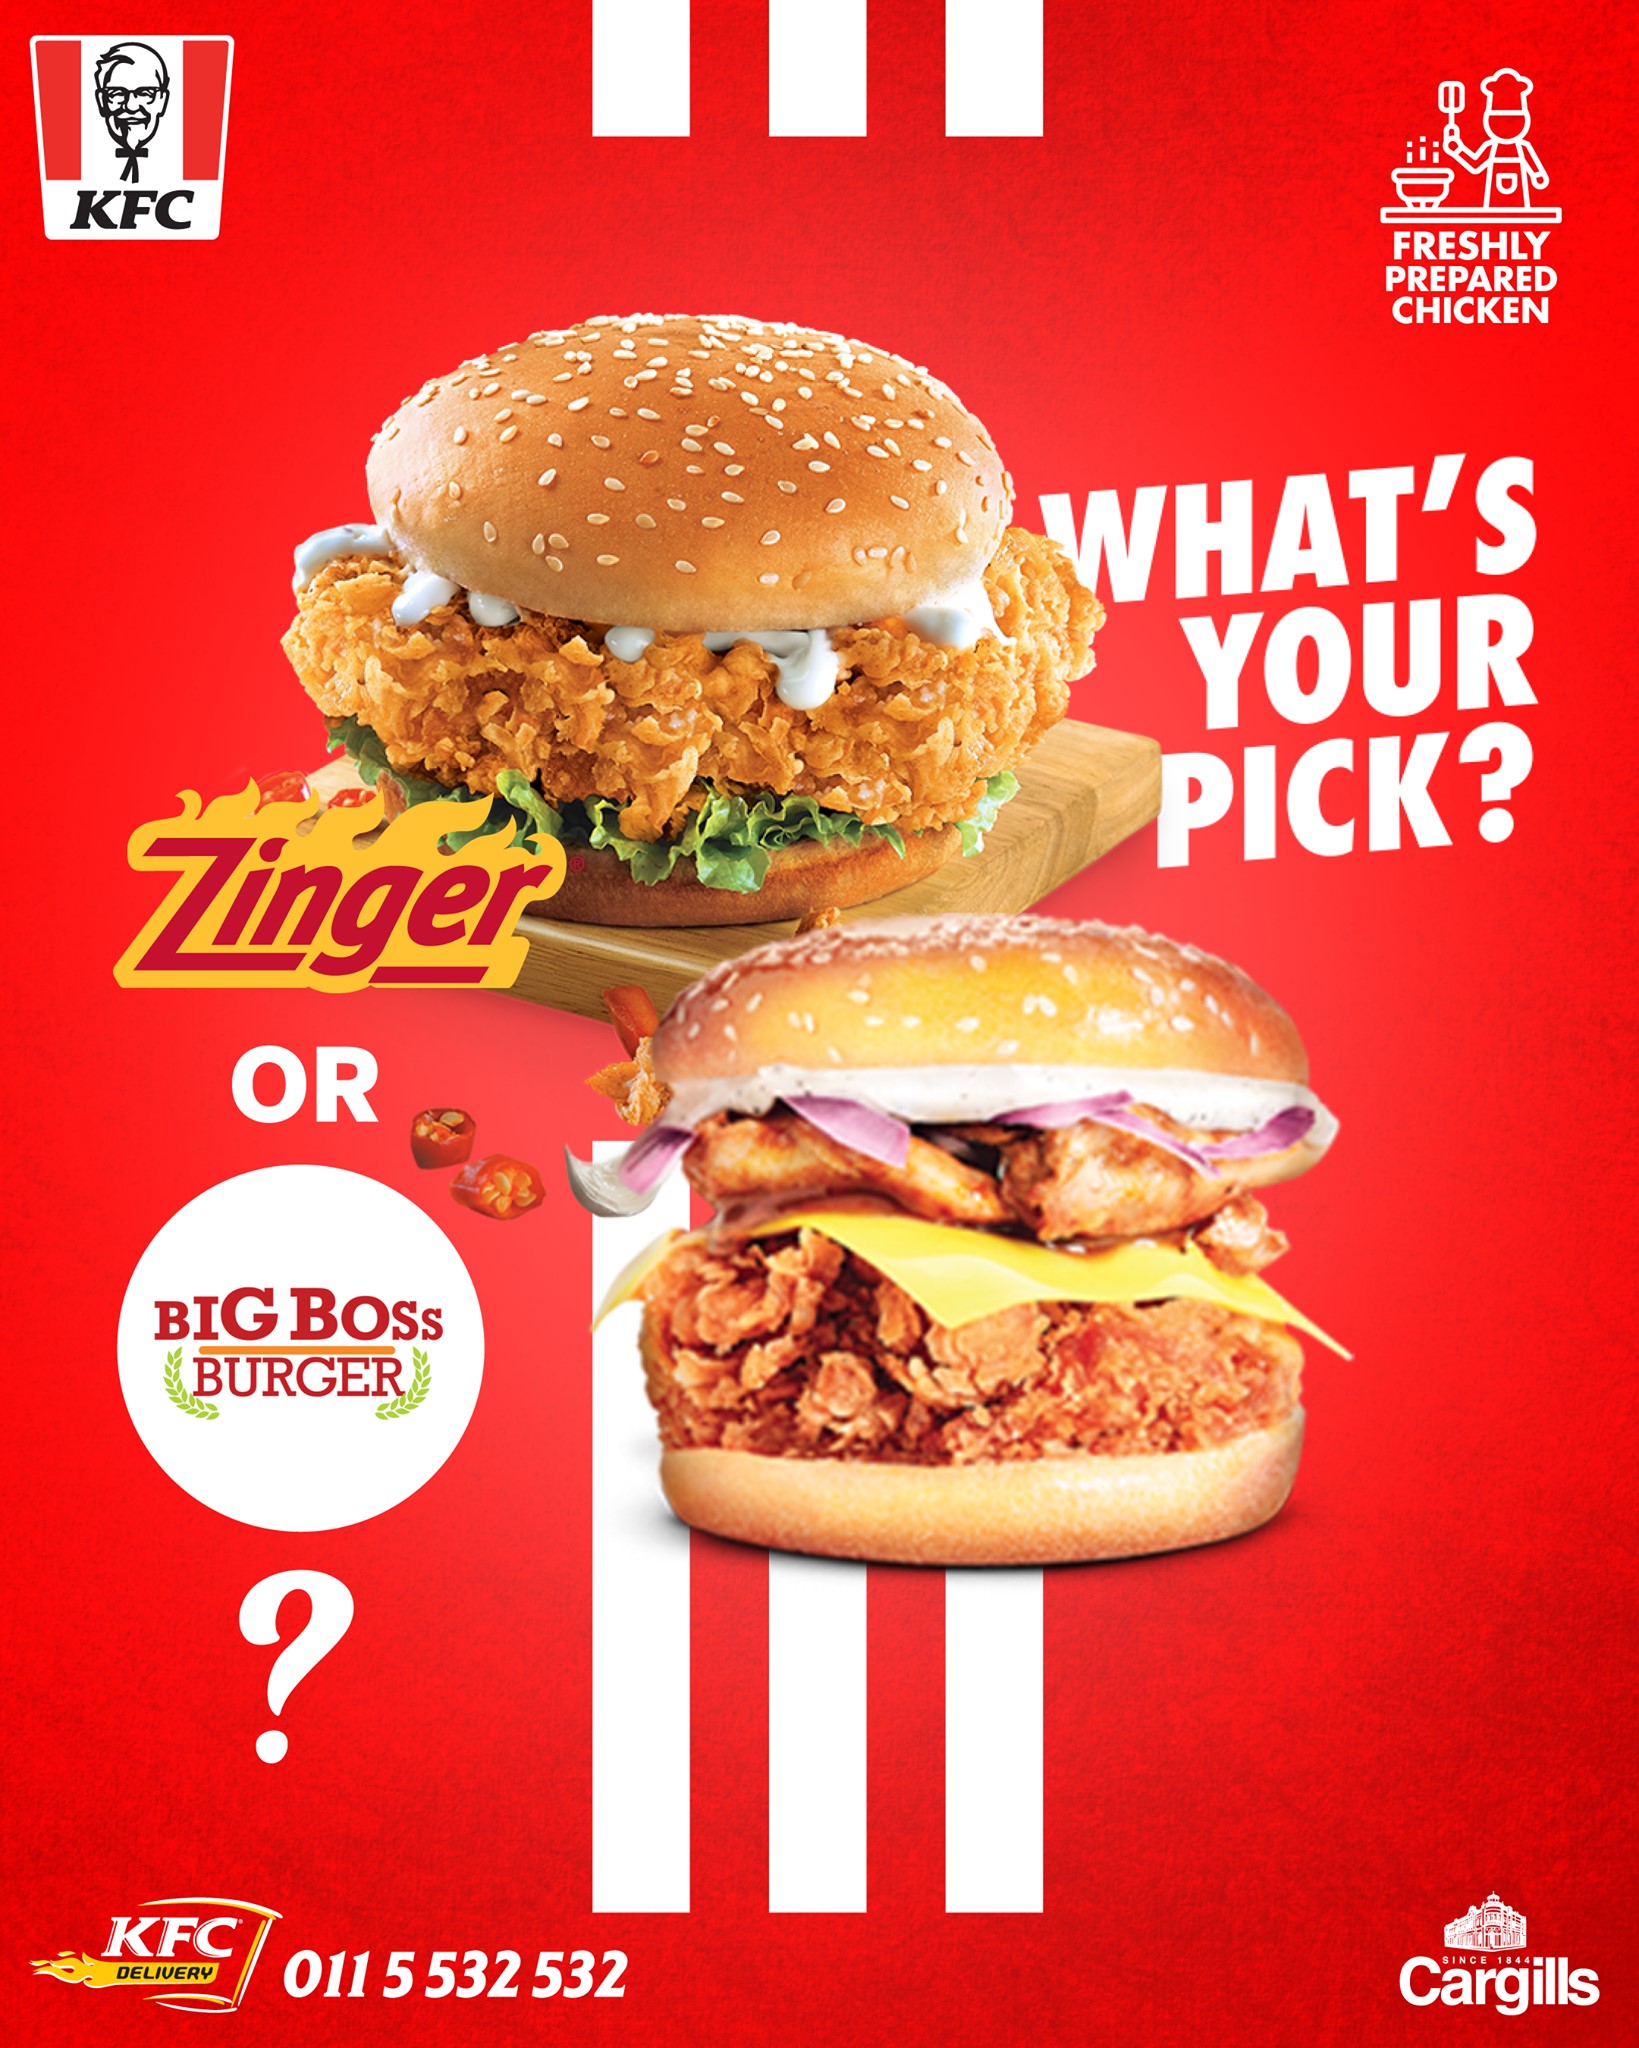 KFC
FRESHLY
PREPARED
CHICKEN
WHAT'S
YOUR
PICK?
Zinger®
OR
BIG BOSS
BURGER
?
KFC®
DELIVERY
011 5 532 532
SINCE 1844
Cargills